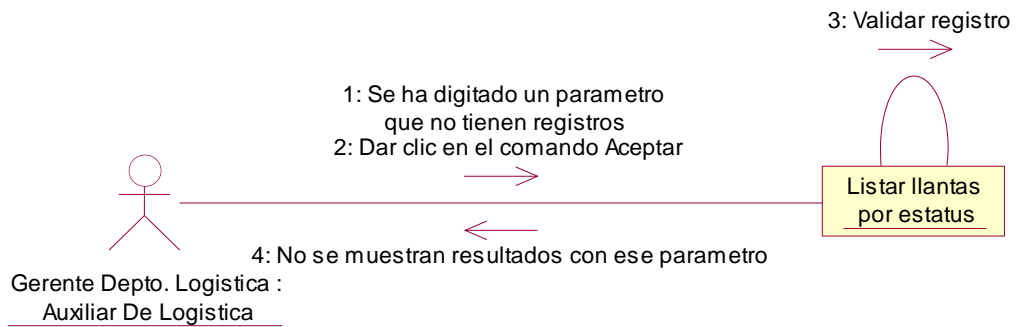 3: Validar registro
1: Se ha digitado un parametro
que no tienen registros
2: Dar clic en el comando Aceptar
Listar llantas
por estatus
4: No se muestran resultados con ese parametro
Gerente Depto. Logistica :
Auxiliar De Logistica